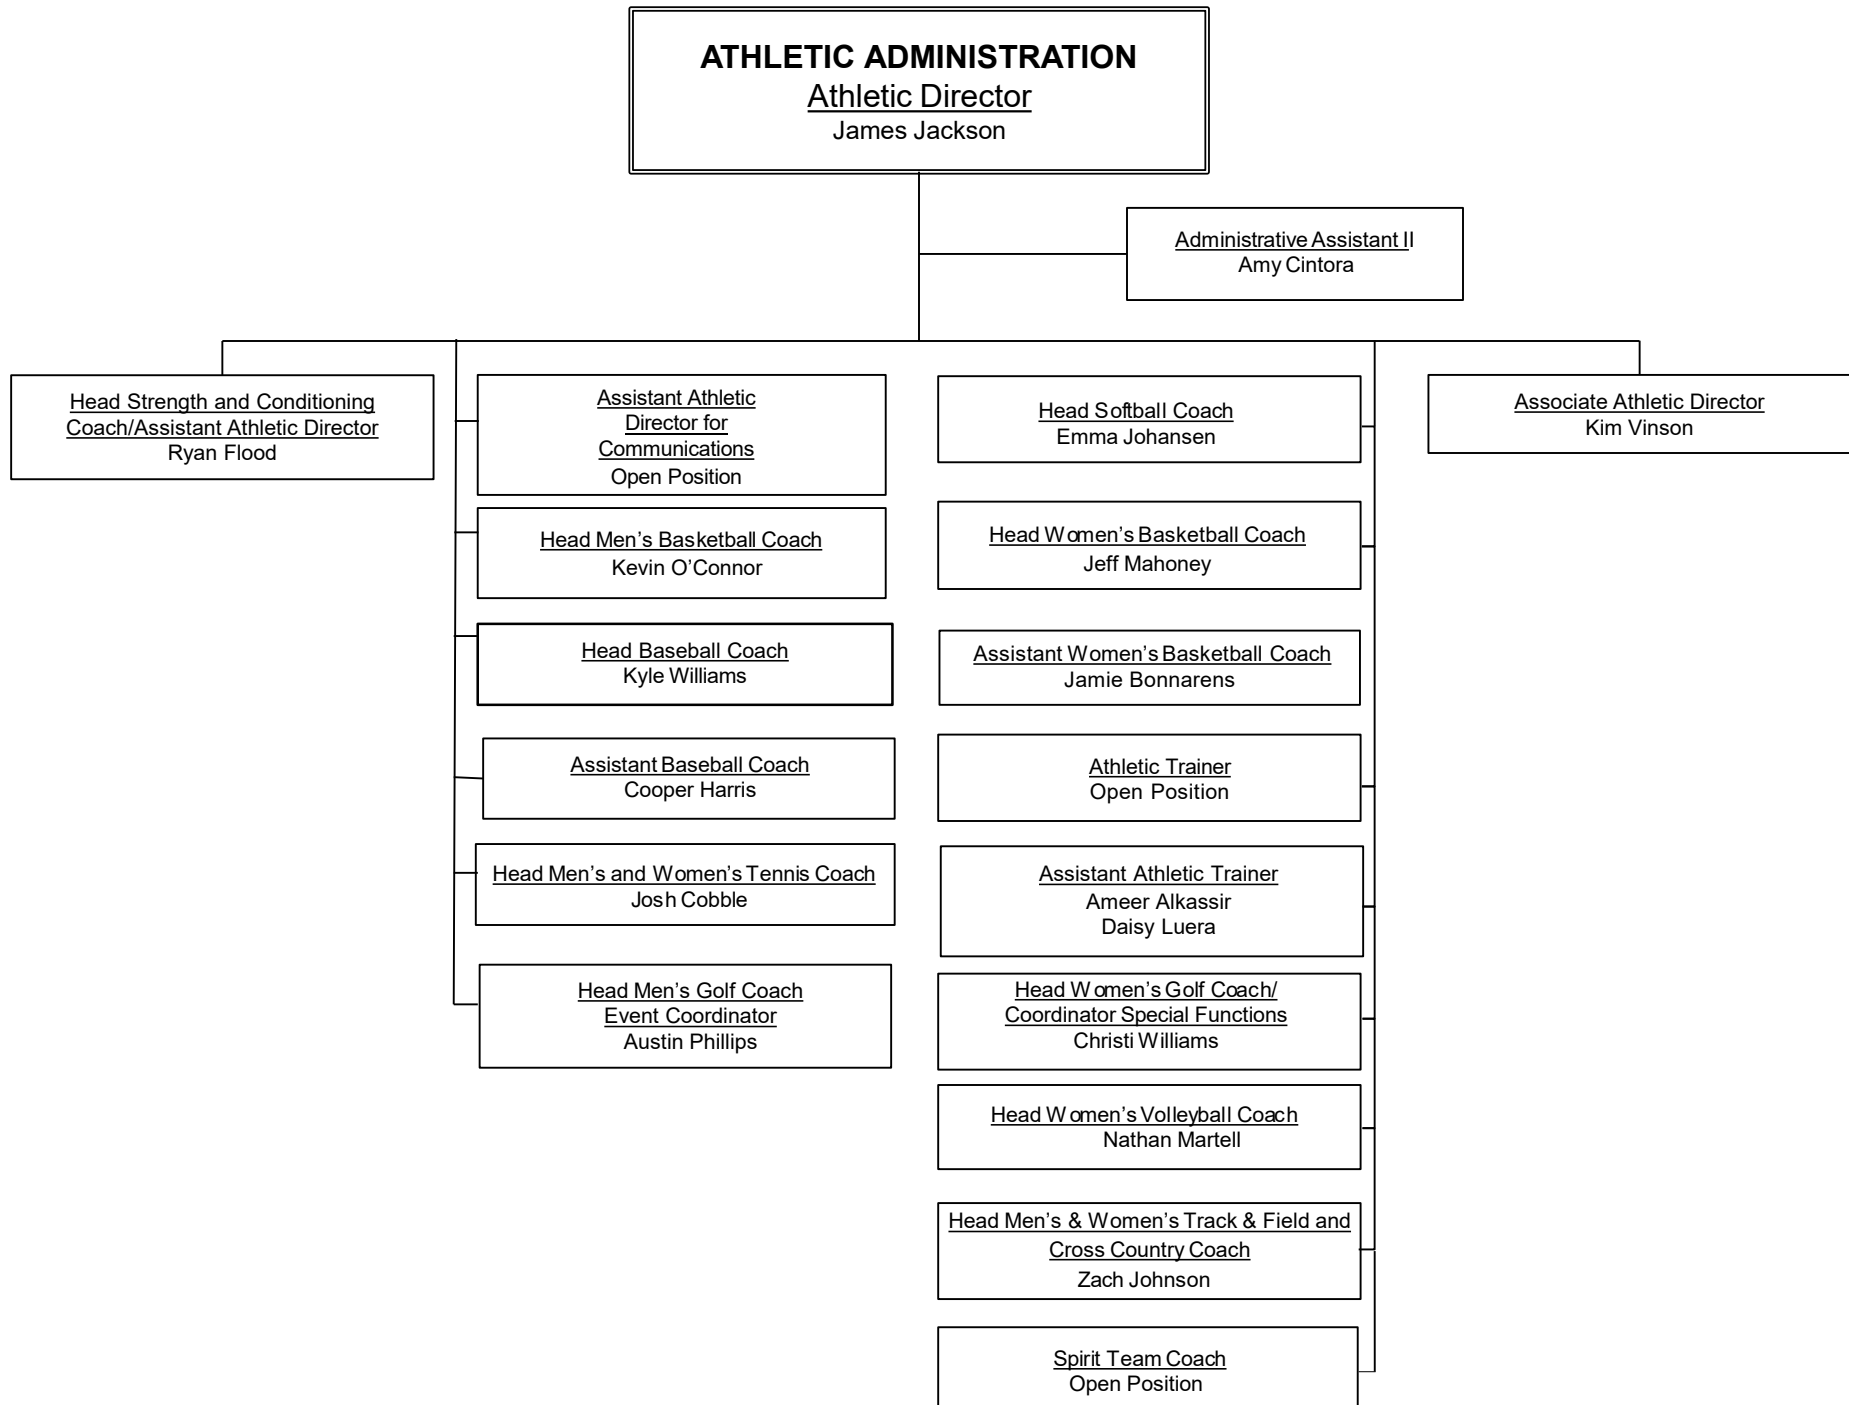 ATHLETIC ADMINISTRATION
Athletic Director
James Jackson
Administrative Assistant II
Amy Cintora
Head Strength and Conditioning
Coach/Assistant Athletic Director
Ryan Flood
Assistant Athletic
Director for
Communications
Open Position
Head Men’s Basketball Coach
Kevin O’Connor
Head Baseball Coach
Kyle Williams
Assistant Baseball Coach
Cooper Harris
Head Men’s and Women’s Tennis Coach
Josh Cobble
Head Men’s Golf Coach
Event Coordinator
Austin Phillips
Head Softball Coach
Emma Johansen
Head Women’s Basketball Coach
Jeff Mahoney
Assistant Women’s Basketball Coach
Jamie Bonnarens
Athletic Trainer
Open Position
Assistant Athletic Trainer
Ameer Alkassir
Daisy Luera
Head Women’s Golf Coach/
Coordinator Special Functions
Christi Williams
Head Women’s Volleyball Coach
Nathan Martell
Head Men’s & Women’s Track & Field and
Cross Country Coach
Zach Johnson
Spirit Team Coach
Open Position
Associate Athletic Director
Kim Vinson